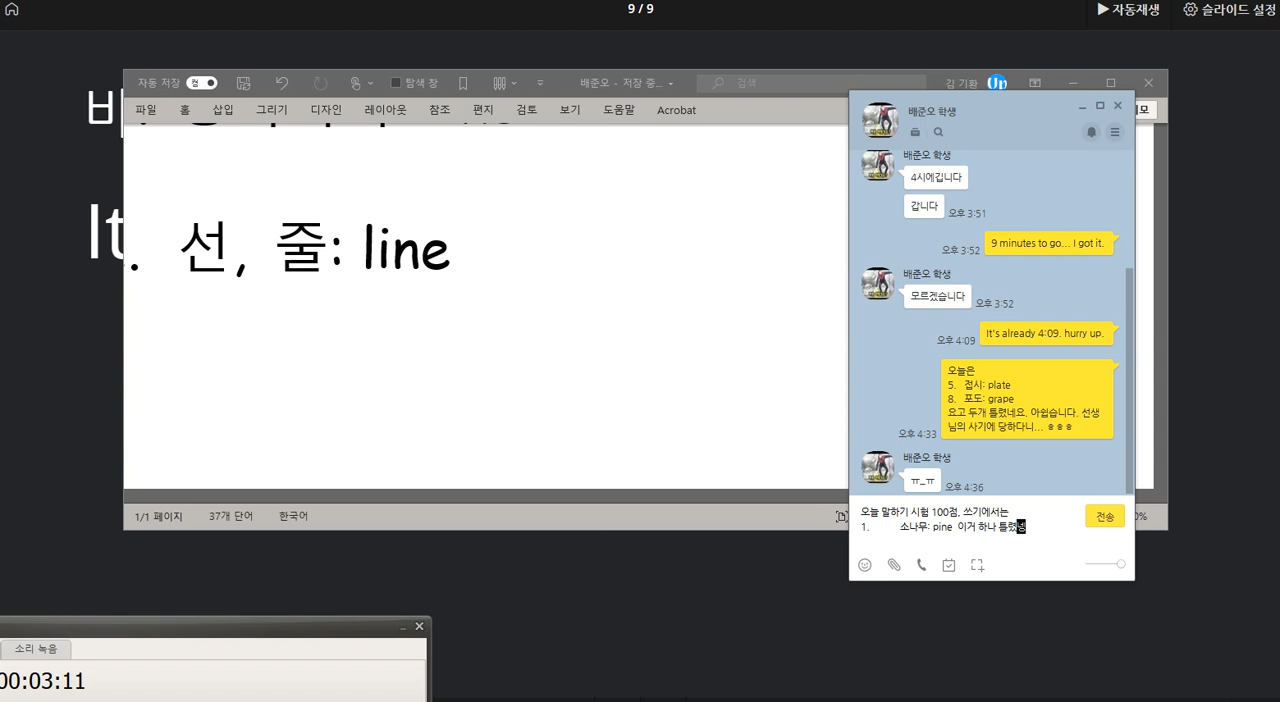 9 / 9
자동재생
슬라이드 설정
자동 저장
컴
탐색 창
배준오 - 저장 중...
검색
김 기환
Up
파일 홈 삽입 그리기 디자인 레이아웃 참조 편지 검토 보기 도움말 Acrobat
It
. 선, 줄: line
1/1 페이지
37개 단어
한국어
0%
배준오 학생
배준오 학생
4시에깁니다
갑니다
오후 3:51
9 minutes to go... I got it.
오후 3:52
배준오 학생
모르겠습니다
오후 3:52
It's already 4:09. hurry up.
오후 4:09
오늘은
5. 접시: plate
8. 포도: grape
요고 두개 틀렸네요. 아쉽습니다. 선생
님의 사기에 당하다니... ㅎㅎㅎ
오후 4:33
배준오 학생
ㅠ_ㅠ
오후 4:36
오늘 말하기 시험 100점, 쓰기에서는
1. 소나무: pine 이거 하나 틀렸
전송
소리 녹음
00:03:11